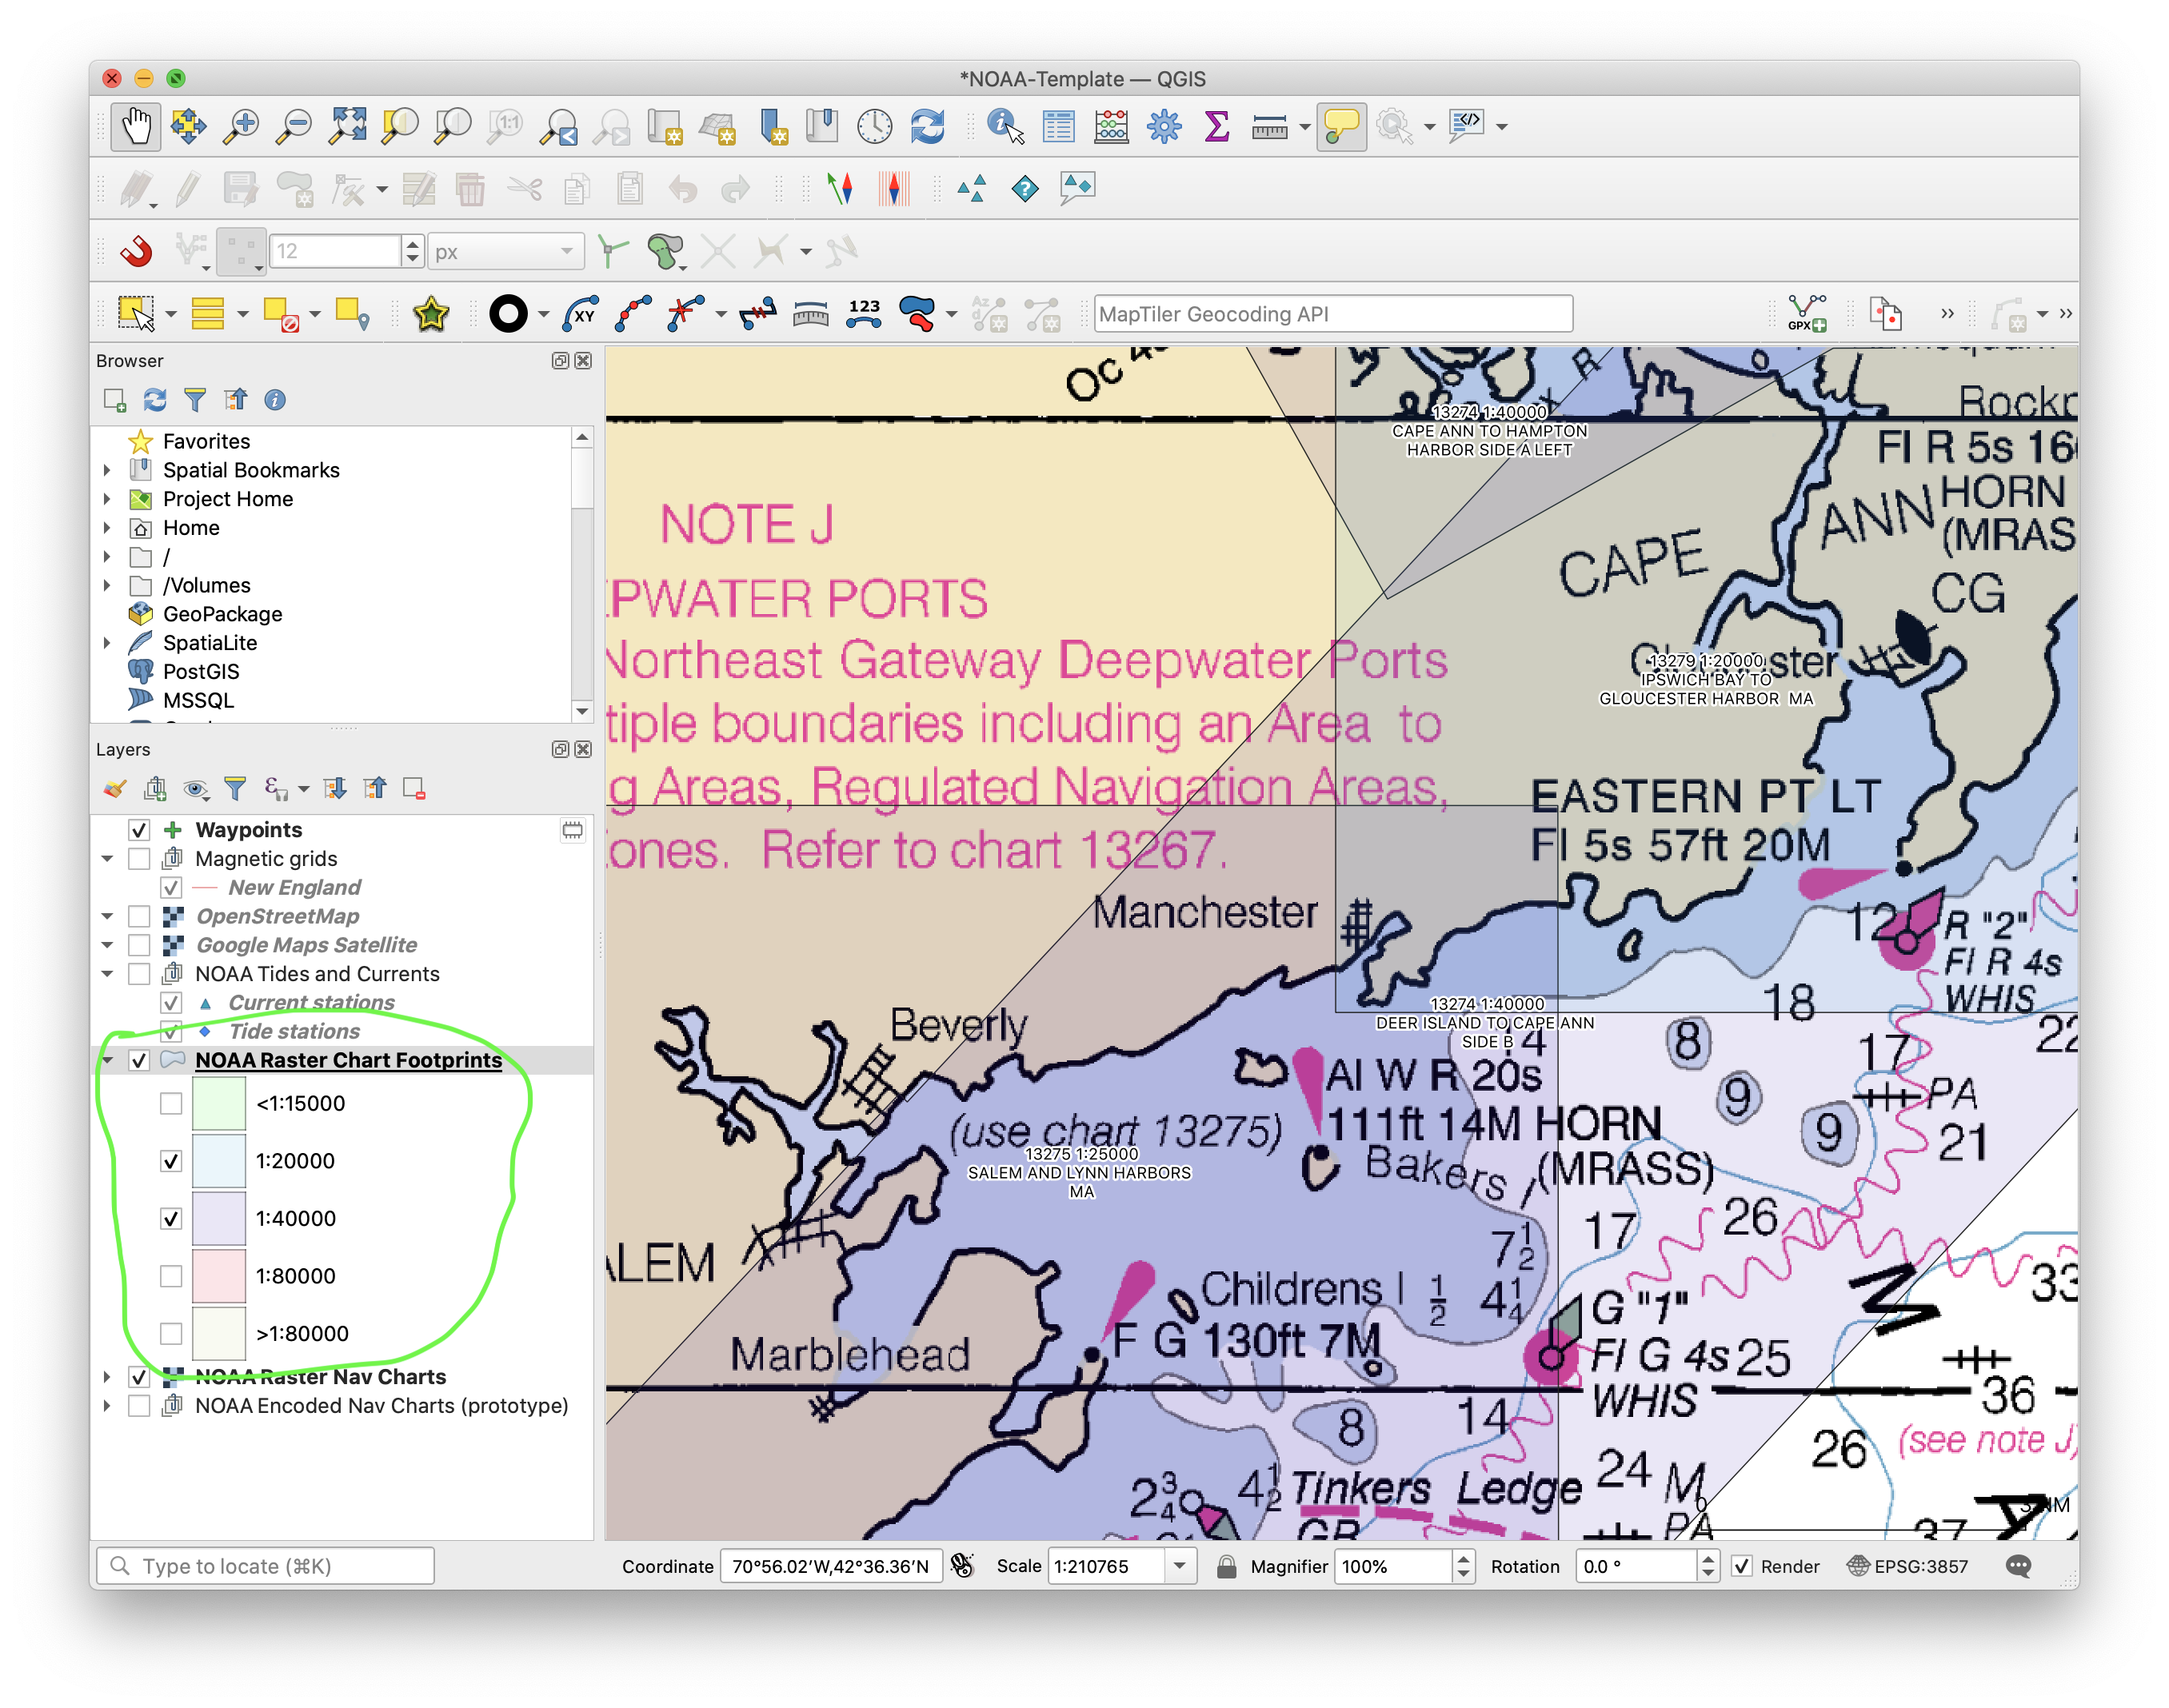 *NOAA-Template — QGIS
1:1
12
px
XY
123
MapTiler Geocoding API
GPX
»
»
Browser
Favorites
Spatial Bookmarks
Project Home
Home
/
/Volumes
GeoPackage
SpatiaLite
PostGIS
MSSQL
Layers
Waypoints
Magnetic grids
New England
OpenStreetMap
Google Maps Satellite
NOAA Tides and Currents
Current stations
Tide stations
NOAA Raster Chart Footprints
<1:15000
1:20000
1:40000
1:80000
>1:80000
NOAA Raster Nav Charts
NOAA Encoded Nav Charts (prototype)
Type to locate (⌘K)
Oc
R
13274 1:40000
CAPE ANN TO HAMPTON
HARBOR SIDE A LEFT
Fl R 5s
HORN
(MRAS
CAPE ANN
CG
NOTE J
PWATER PORTS
Northeast Gateway Deepwater Ports
tiple boundaries including an Area to
g Areas, Regulated Navigation Areas,
ones. Refer to chart 13267.
13279 1:20000
IPSWICH BAY TO
GLOUCESTER HARBOR MA
EASTERN PT LT
Fl 5s 57ft 20M
Manchester
12
R "2"
Fl R 4s
WHIS
18
13274 1:40000
DEER ISLAND TO CAPE ANN
SIDE B
Beverly
8
17
22
Al W R 20s
9
PA
111ft 14M HORN
9
21
(MRASS)
(use chart 13275)
13275 1:25000
SALEM AND LYNN HARBORS
MA
Bakers I
17
26
ALEM
7 1/2
Childrens I
1/2
4 1/4
G "1"
33
Marblehead
F G 130ft 7M
Fl G 4s
25
WHIS
36
8
14
26
(see note J)
2 3/4
4 1/2
Tinkers Ledge
GR
24
M
PA
0
3 NM
37
Coordinate 70°56.02′W,42°36.36′N Scale 1:210765 Magnifier 100% Rotation 0.0 ° Render EPSG:3857